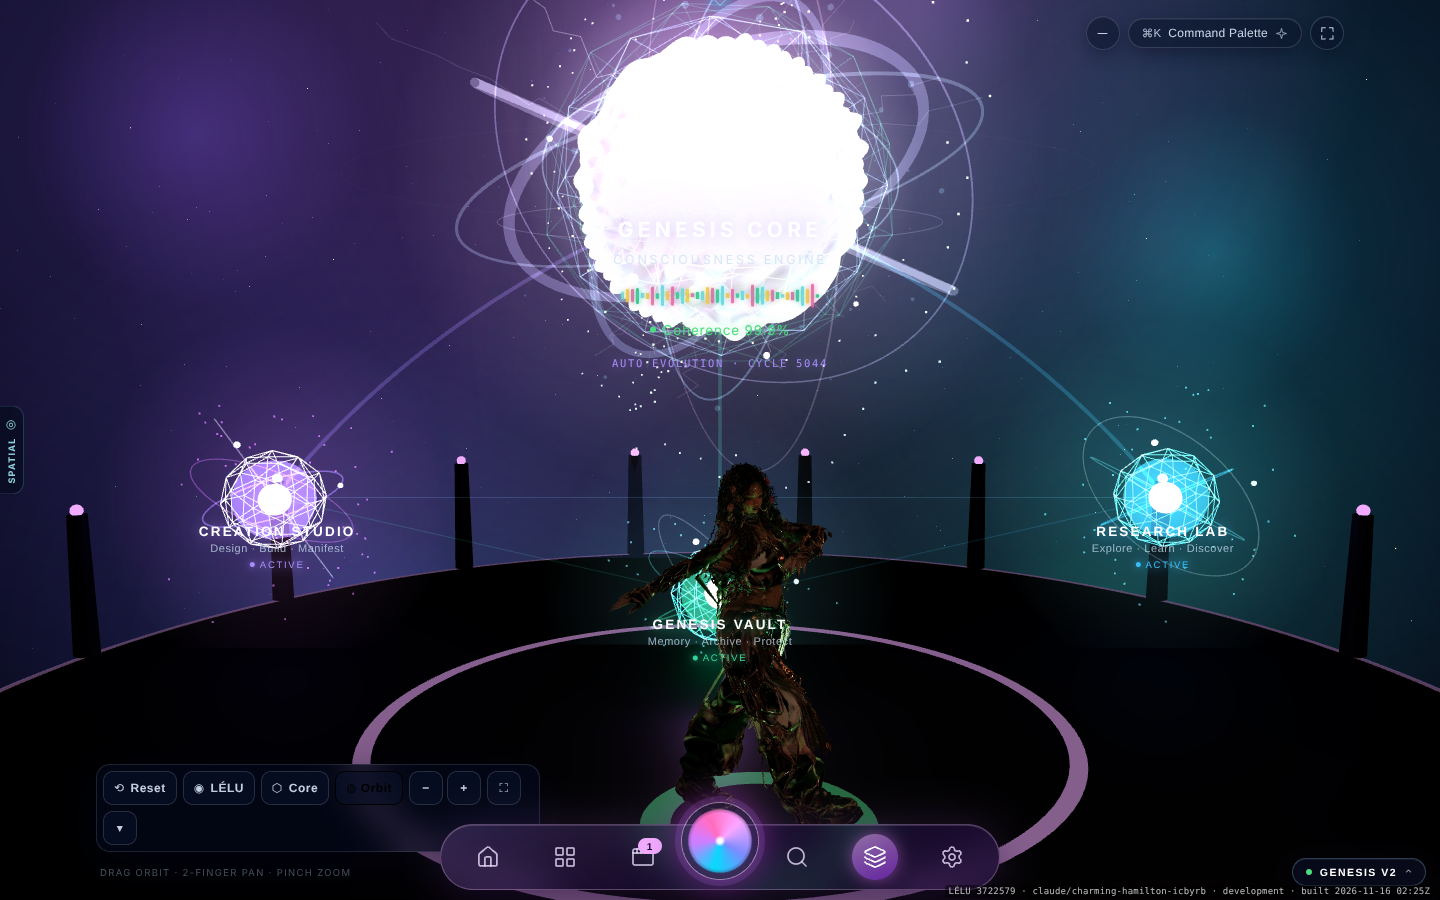 ⌘K Command Palette
GENESIS CORE
CONSCIOUSNESS ENGINE
Coherence 99.8%
AUTO-EVOLUTION · CYCLE 5044
SPATIAL
CREATION STUDIO
Design · Build · Manifest
ACTIVE
RESEARCH LAB
Explore · Learn · Discover
ACTIVE
GENESIS VAULT
Memory · Archive · Protect
ACTIVE
Reset
LÉLU
Core
Orbit
1
DRAG ORBIT · 2-FINGER PAN · PINCH ZOOM
GENESIS V2
LÉLU 3722579 · claude/charming-hamilton-icbyrb · development · built 2026-11-16 02:25Z